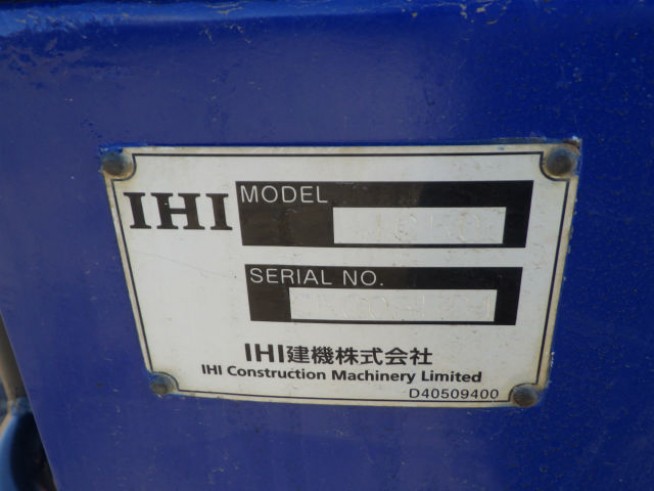 IHI
MODEL
SERIAL NO.
IHI建機株式会社
IHI Construction Machinery Limited
D40509400